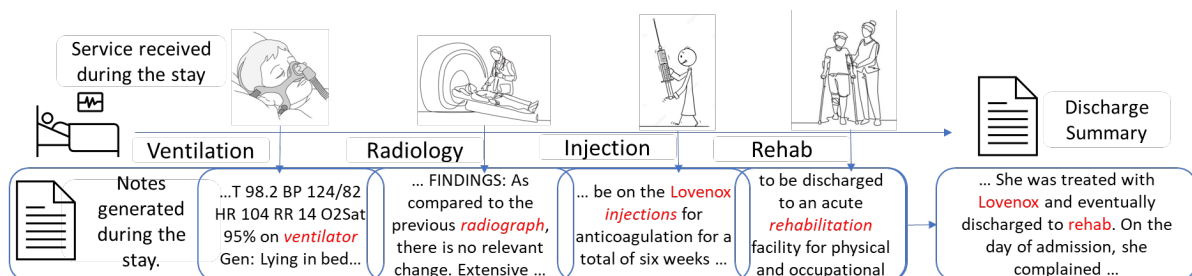 Service received
during the stay
Discharge
Summary
Ventilation
Radiology
Injection
Rehab
Notes
generated
during the
stay.
...T 98.2 BP 124/82
HR 104 RR 14 O2Sat
95% on ventilator
Gen: Lying in bed...
... FINDINGS: As
compared to the
previous radiograph,
there is no relevant
change. Extensive ...
... be on the Lovenox
injections for
anticoagulation for a
total of six weeks ...
to be discharged
to an acute
rehabilitation
facility for physical
and occupational
... She was treated with
Lovenox and eventually
discharged to rehab. On the
day of admission, she
complained ...